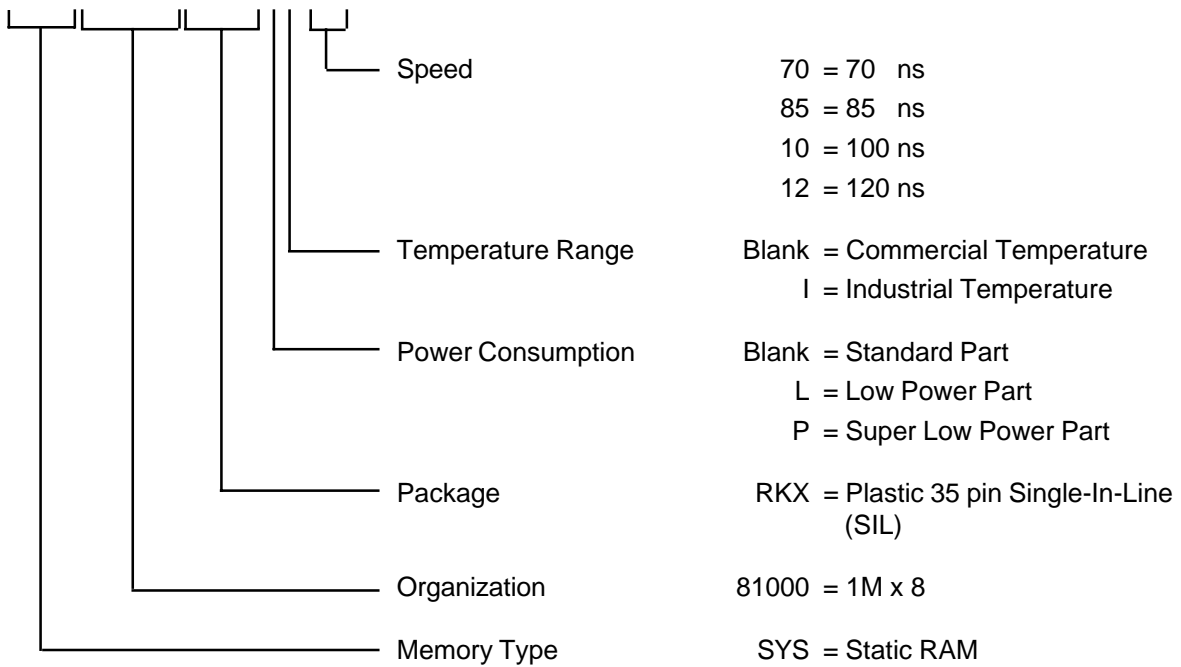 Speed 70 = 70 ns
85 = 85 ns
10 = 100 ns
12 = 120 ns
Temperature Range Blank = Commercial Temperature
I = Industrial Temperature
Power Consumption Blank = Standard Part
L = Low Power Part
P = Super Low Power Part
Package RKX = Plastic 35 pin Single-In-Line
(SIL)
Organization 81000 = 1M x 8
Memory Type SYS = Static RAM